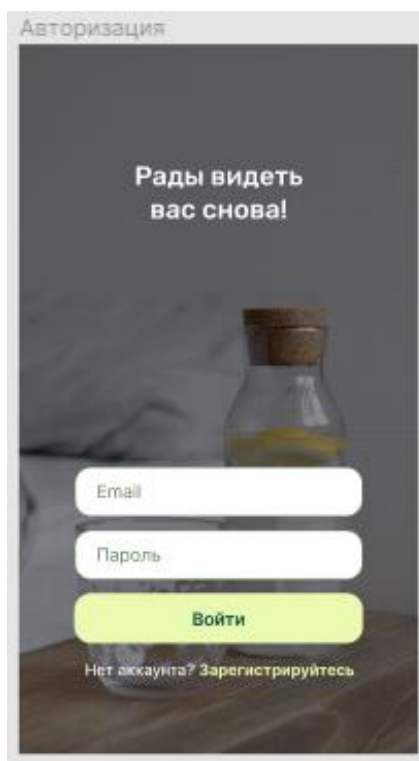 Авторизация
Рады видеть
вас снова!
Email
Пароль
Войти
Нет аккаунта? Зарегистрируйтесь